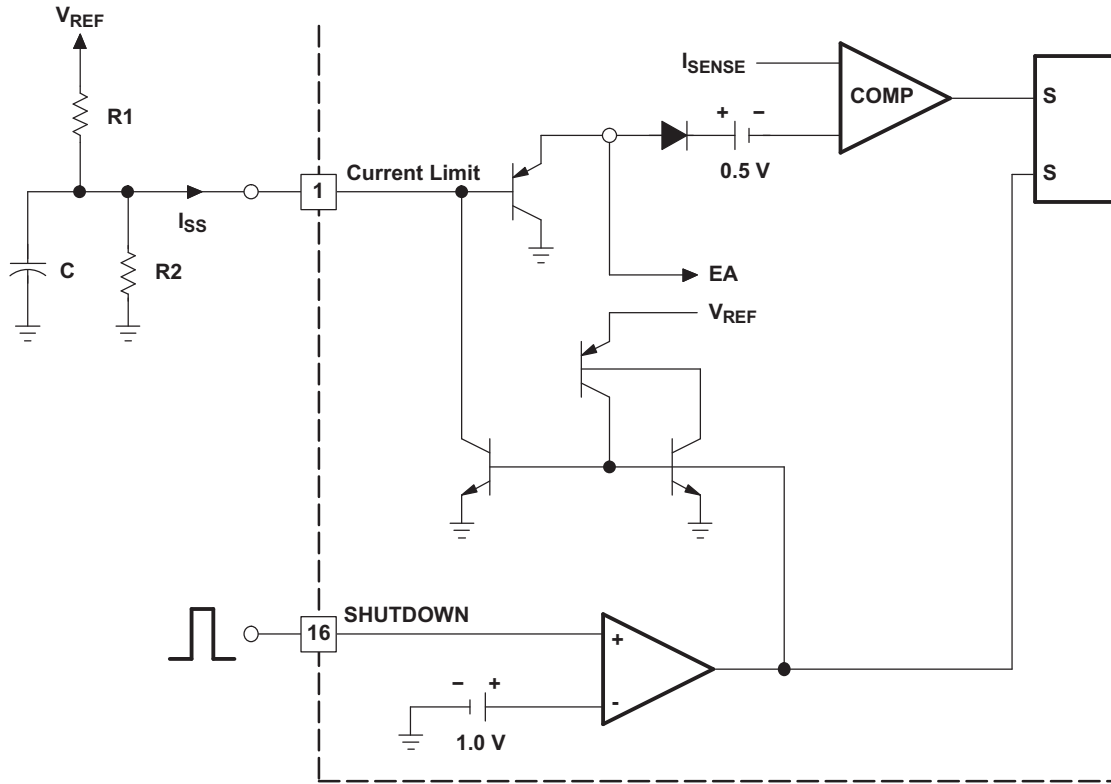 VREF
R1
ISENSE
COMP
S
+ −
0.5 V
Current Limit
1
S
ISS
C
R2
EA
VREF
SHUTDOWN
16
+
− +
-
1.0 V